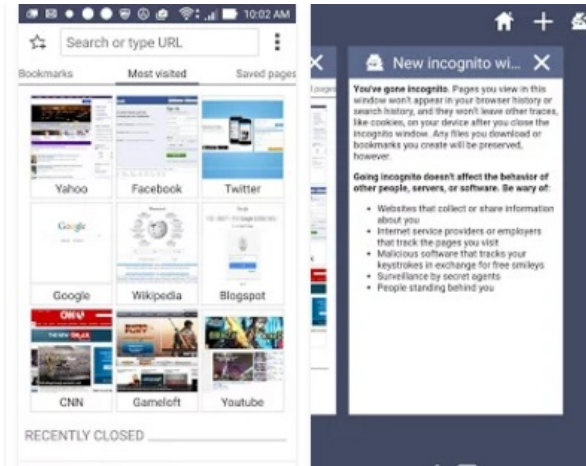 10:02 AM
Search or type URL
Bookmarks Most visited Saved pages
Yahoo Facebook Twitter
Google
Google Wikipedia Blogspot
CNN
CNN Gameloft Youtube
RECENTLY CLOSED
New incognito wi...
You've gone incognito. Pages you view in this
window won't appear in your browser history or
search history, and they won't leave other traces,
like cookies, on your device after you close the
incognito window. Any files you download or
bookmarks you create will be preserved,
however.
Going incognito doesn't affect the behavior of
other people, servers, or software. Be wary of:
• Websites that collect or share information
about you
• Internet service providers or employers
that track the pages you visit
• Malicious software that tracks your
keystrokes in exchange for free smileys
• Surveillance by secret agents
• People standing behind you